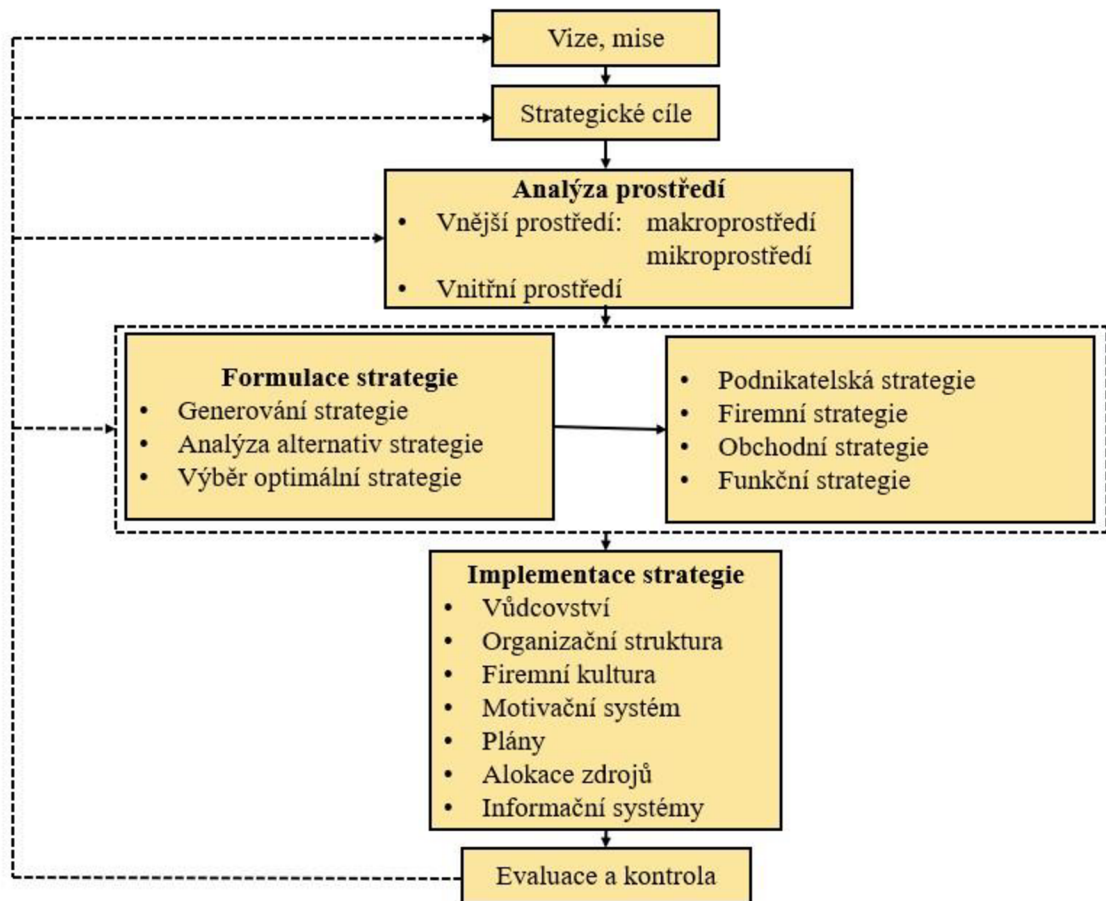 Vize, mise
Strategické cíle
Analýza prostředí
• Vnější prostředí: makroprostředí
mikroprostředí
• Vnitřní prostředí
Formulace strategie
• Generování strategie
• Analýza alternativ strategie
• Výběr optimální strategie
• Podnikatelská strategie
• Firemní strategie
• Obchodní strategie
• Funkční strategie
Implementace strategie
• Vůdcovství
• Organizační struktura
• Firemní kultura
• Motivační systém
• Plány
• Alokace zdrojů
• Informační systémy
Evaluace a kontrola